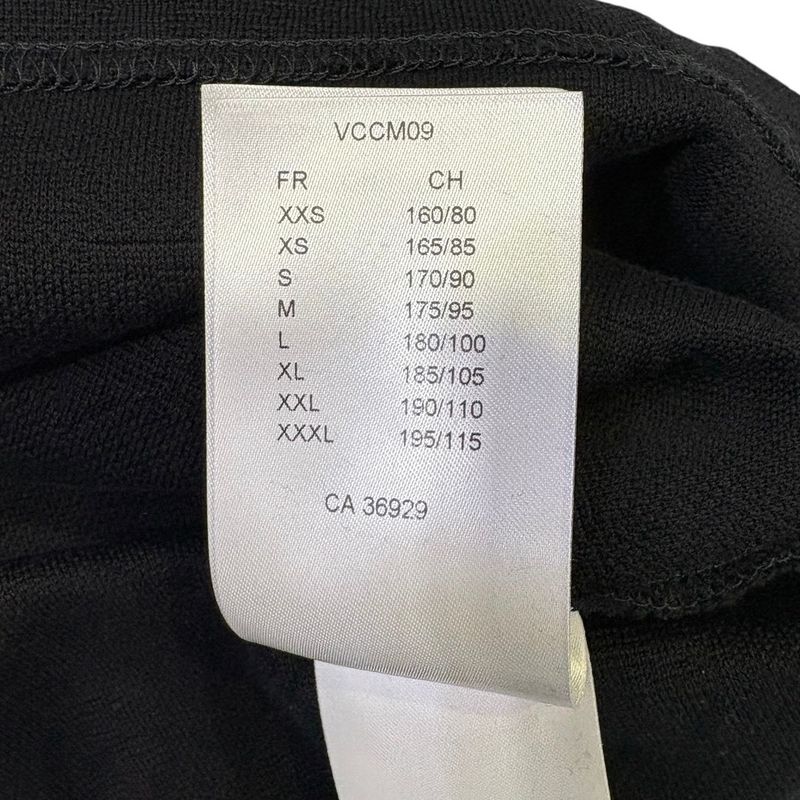 VCCM09
FR CH
XXS 160/80
XS 165/85
S 170/90
M 175/95
L 180/100
XL 185/105
XXL 190/110
XXXL 195/115
CA 36929